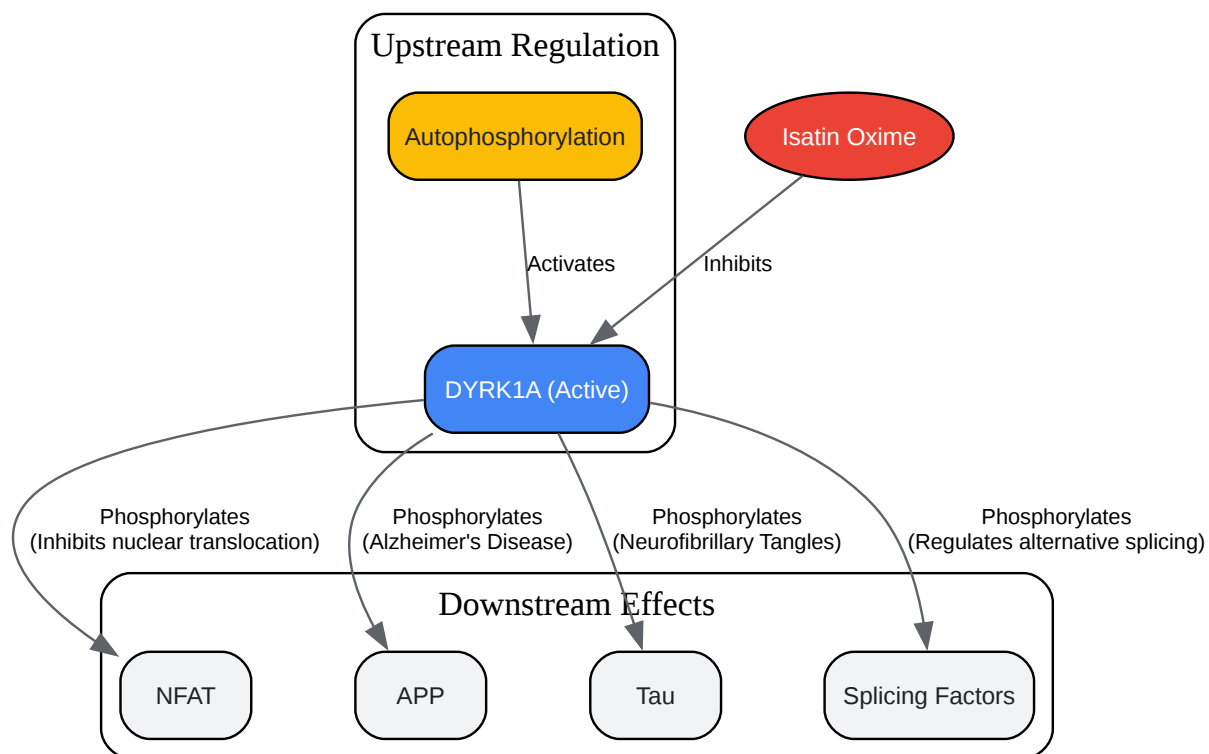 Upstream Regulation
Autophosphorylation
Isatin Oxime
Activates
Inhibits
DYRK1A (Active)
Phosphorylates
(Inhibits nuclear translocation)
Phosphorylates
(Alzheimer's Disease)
Phosphorylates
(Neurofibrillary Tangles)
Phosphorylates
(Regulates alternative splicing)
Downstream Effects
NFAT
APP
Tau
Splicing Factors